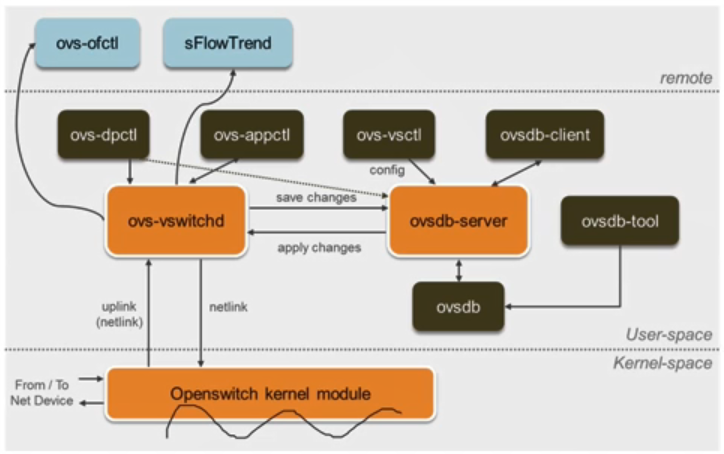 ovs-ofctl
sFlowTrend
remote
ovs-dpctl
ovs-appctl
ovs-vsctl
ovsdb-client
config
ovs-vswitchd
save changes
ovsdb-server
ovsdb-tool
apply changes
uplink
(netlink)
netlink
ovsdb
User-space
Kernel-space
From / To
Net Device
Openswitch kernel module